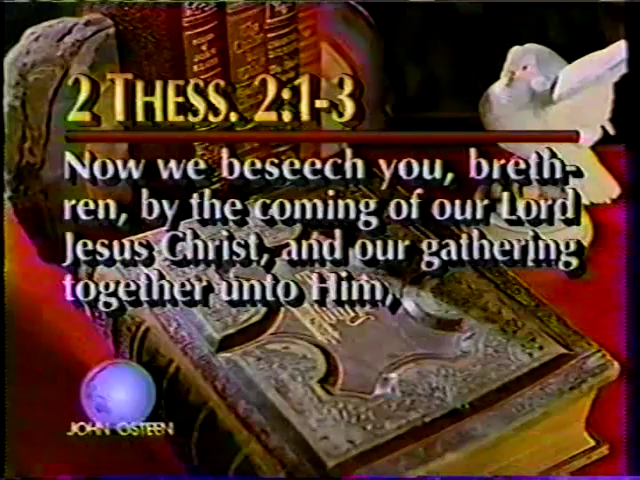 2 THESS. 2:1-3
Now we beseech you, breth-
ren, by the coming of our Lord
Jesus Christ, and our gathering
together unto Him,
JOHN OSTEEN